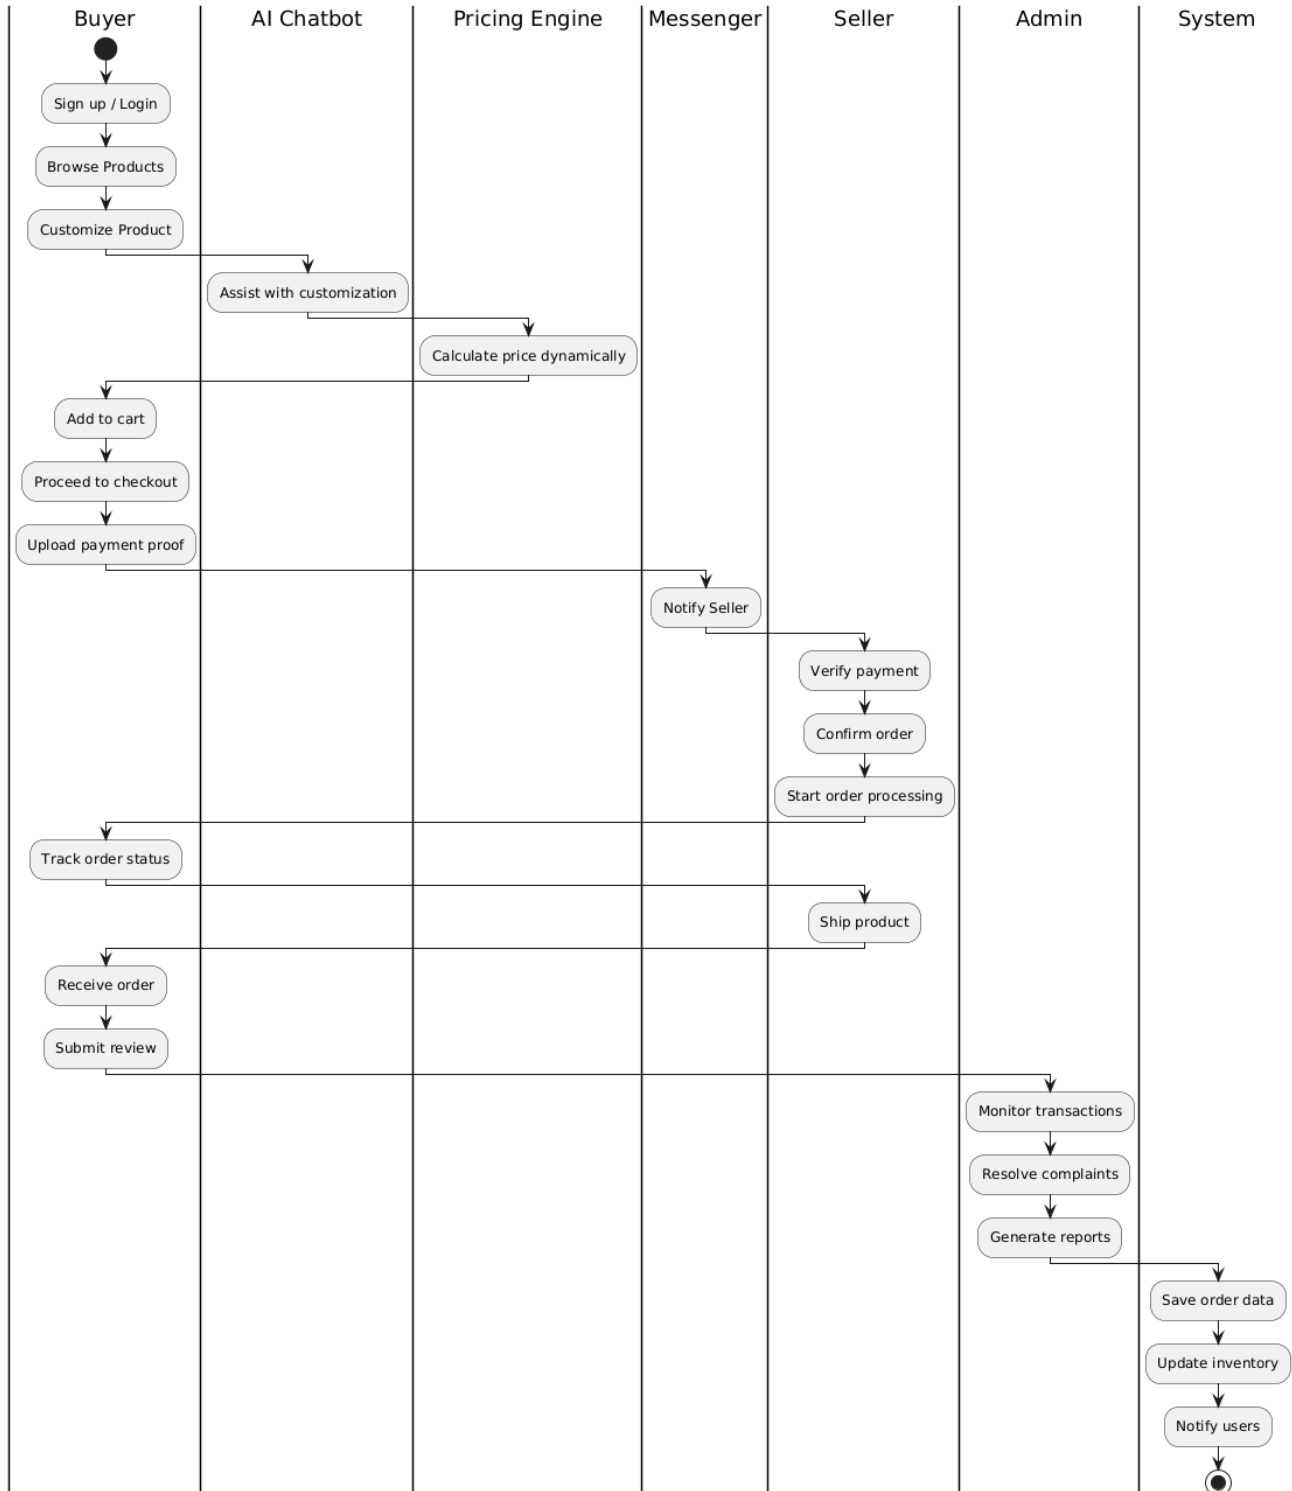 Buyer
AI Chatbot
Pricing Engine
Messenger
Seller
Admin
System
Sign up / Login
Browse Products
Customize Product
Assist with customization
Calculate price dynamically
Add to cart
Proceed to checkout
Upload payment proof
Notify Seller
Verify payment
Confirm order
Start order processing
Track order status
Ship product
Receive order
Submit review
Monitor transactions
Resolve complaints
Generate reports
Save order data
Update inventory
Notify users